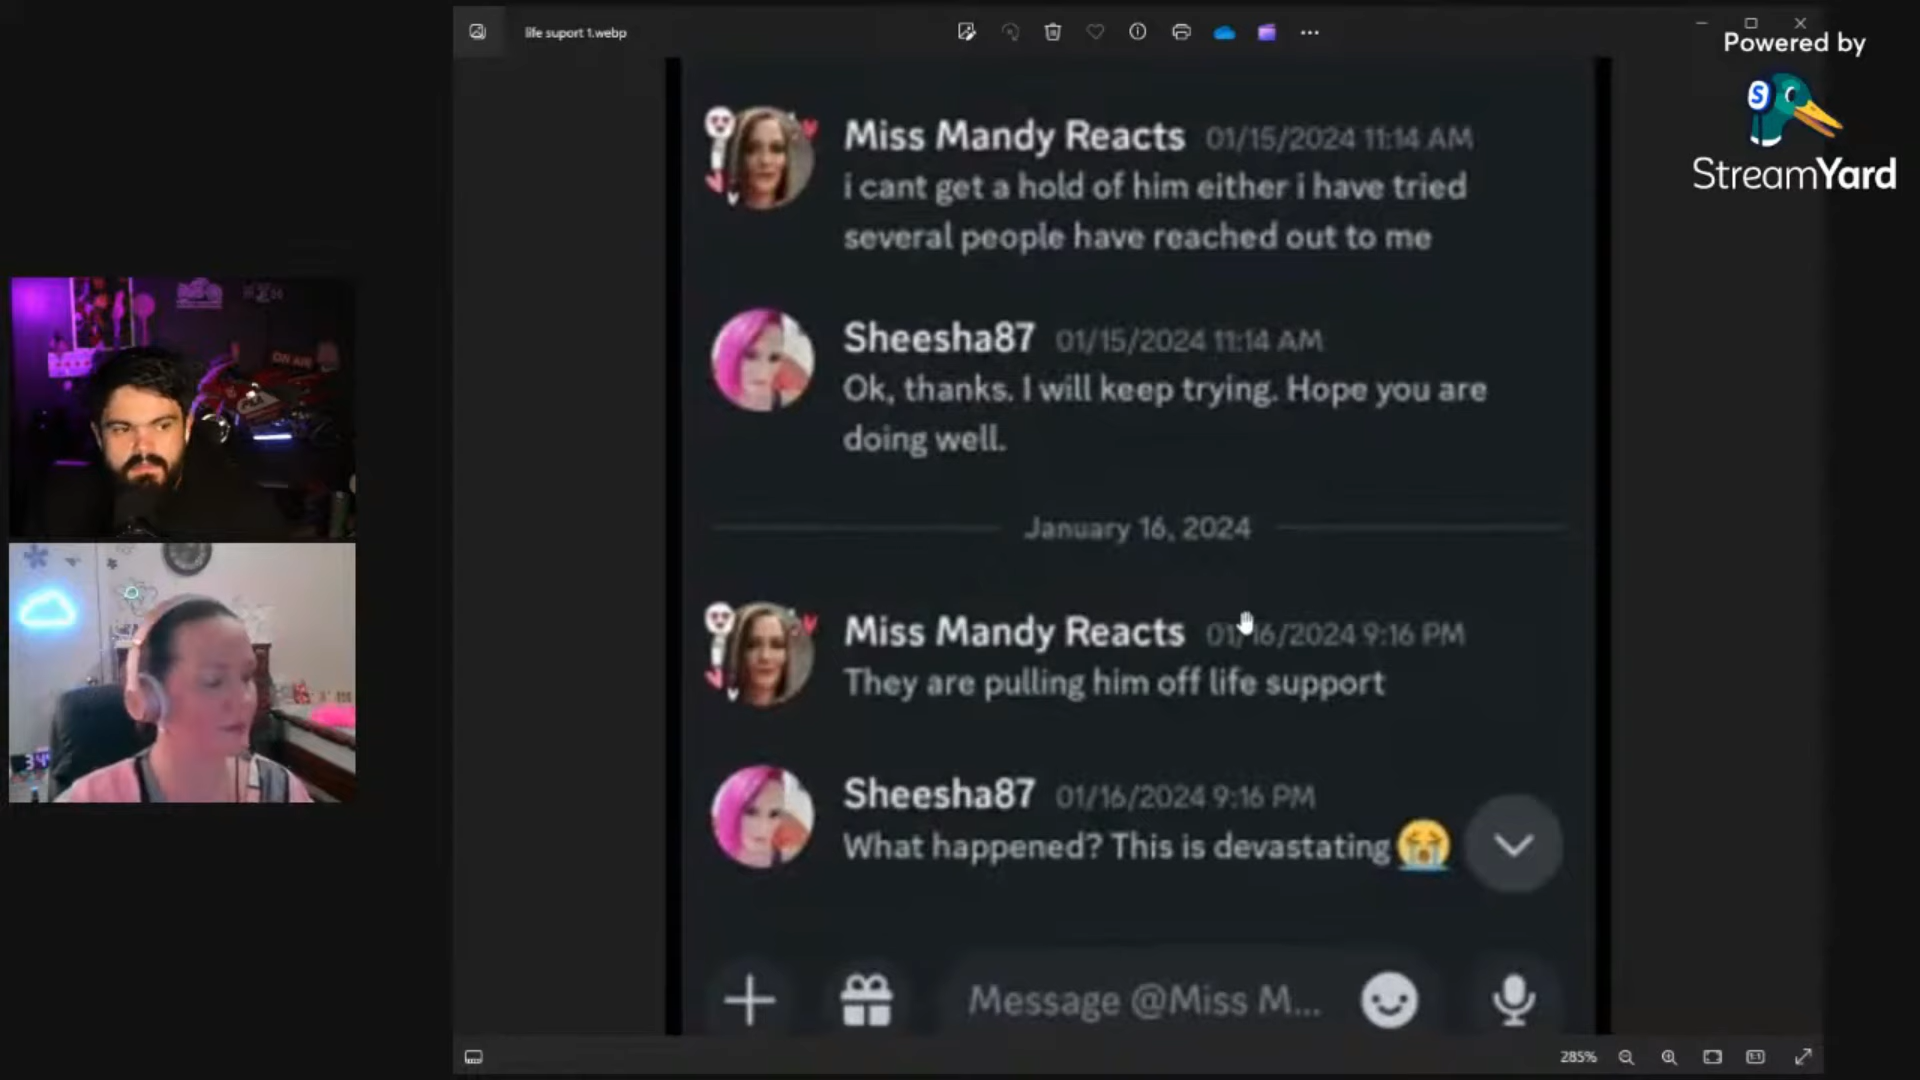 life suport 1.webp
Powered by
S
StreamYard
Miss Mandy Reacts 01/15/2024 11:14 AM
i cant get a hold of him either i have tried
several people have reached out to me
Sheesha87 01/15/2024 11:14 AM
Ok, thanks. I will keep trying. Hope you are
doing well.
January 16, 2024
Miss Mandy Reacts 01/16/2024 9:16 PM
They are pulling him off life support
Sheesha87 01/16/2024 9:16 PM
What happened? This is devastating
Message @Miss M...
285%
ON AIR